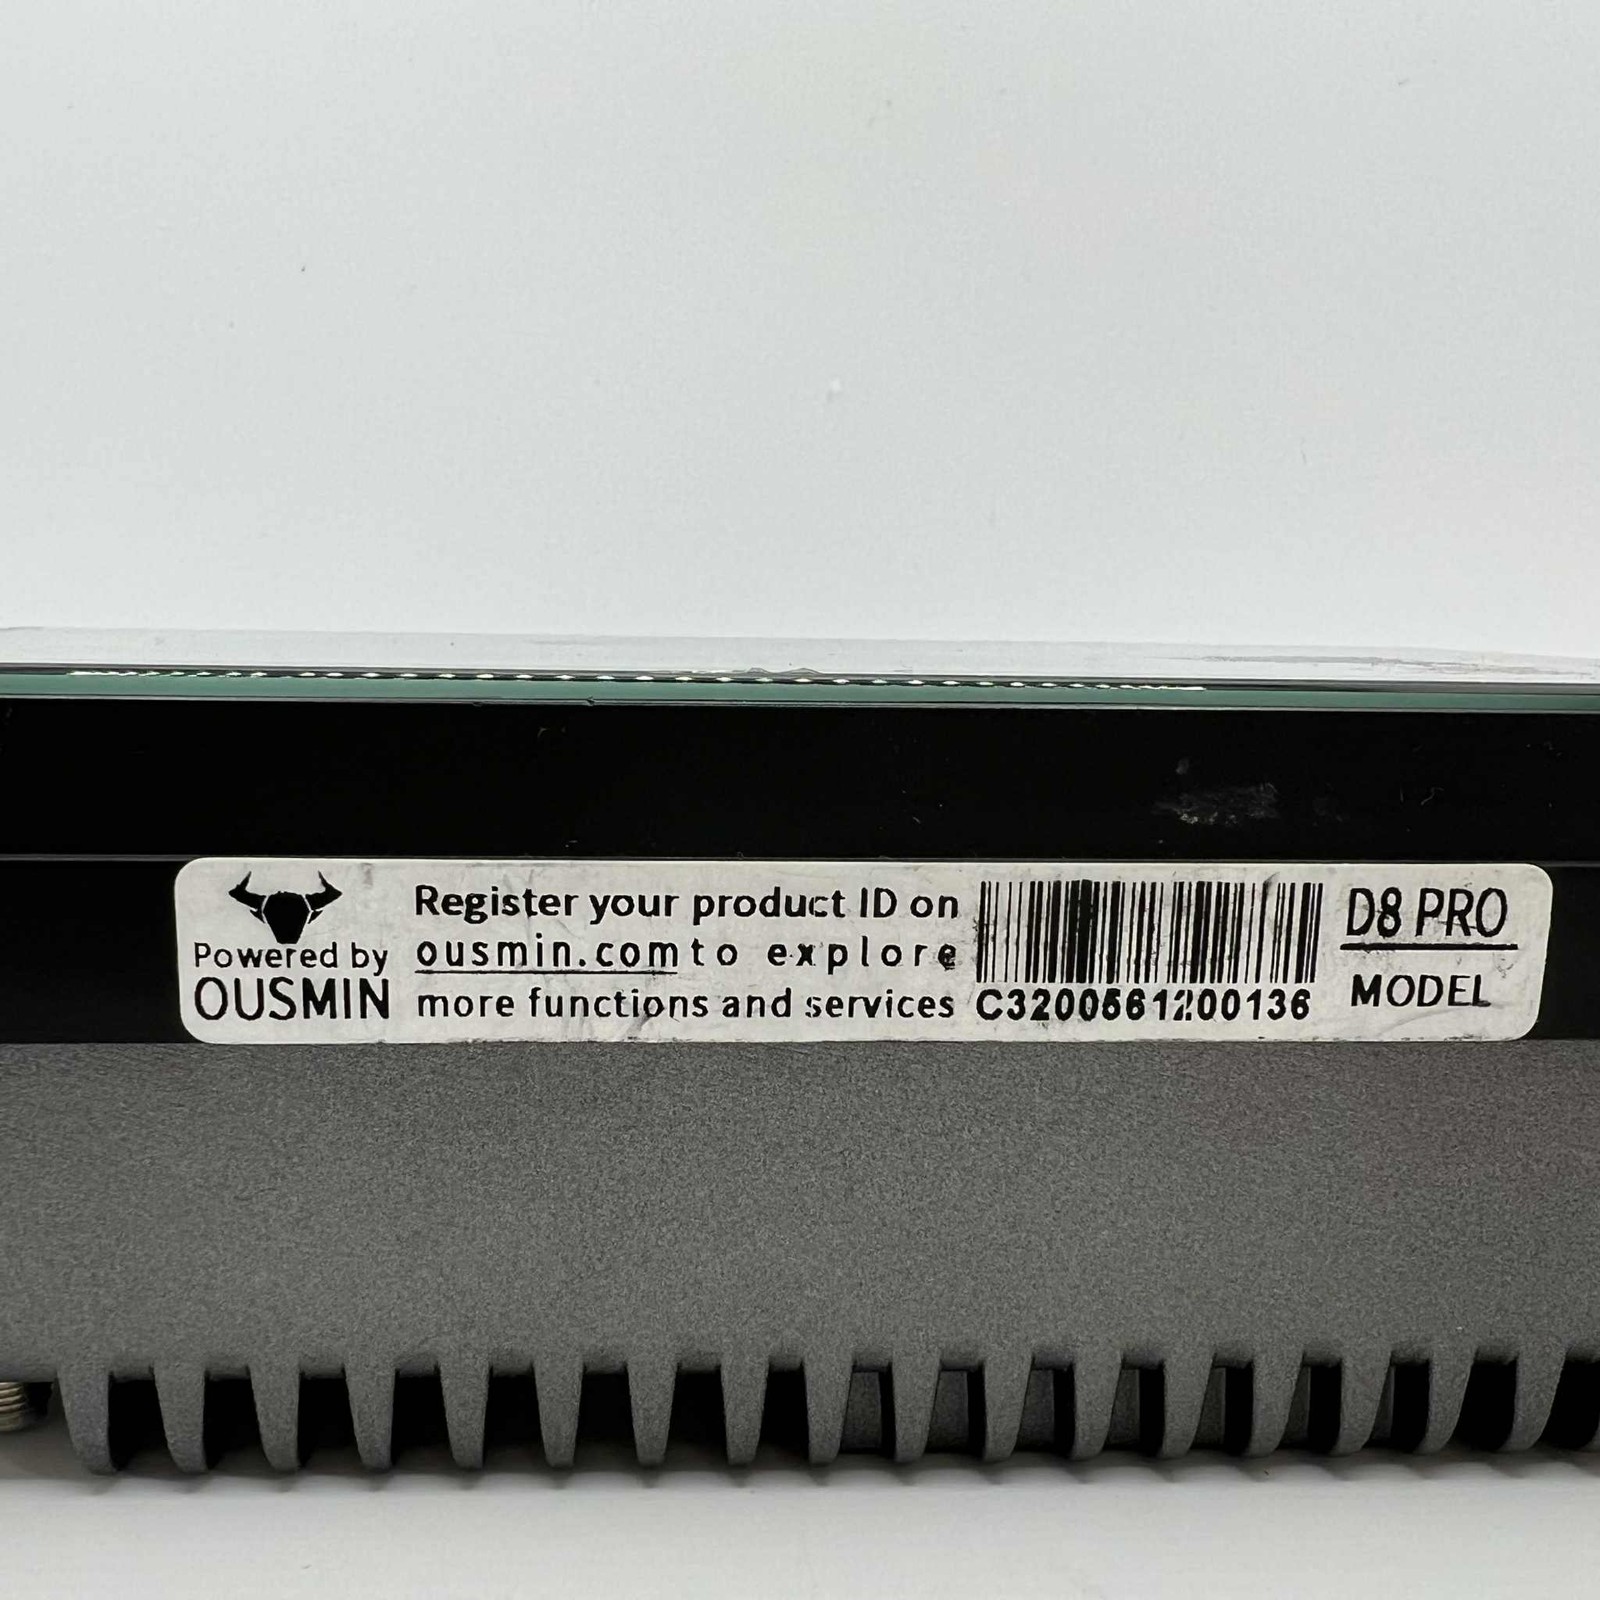 Powered by
OUSMIN
Register your product ID on
ousmin.com to explore
more functions and services
C3200561200136
D8 PRO
MODEL